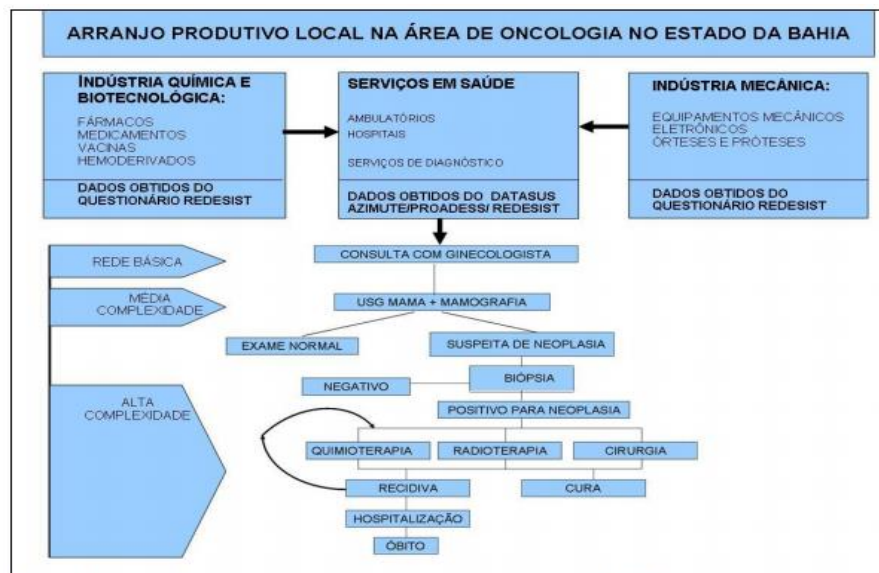 ARRANJO PRODUTIVO LOCAL NA ÁREA DE ONCOLOGIA NO ESTADO DA BAHIA
INDÚSTRIA QUÍMICA E
BIOTECNOLÓGICA:
FÁRMACOS
MEDICAMENTOS
VACINAS
HEMODERIVADOS
DADOS OBTIDOS DO
QUESTIONÁRIO REDESIST
SERVIÇOS EM SAÚDE
AMBULATÓRIOS
HOSPITAIS
SERVIÇOS DE DIAGNÓSTICO
DADOS OBTIDOS DO DATASUS
AZIMUTE/PROADESS/ REDESIST
INDÚSTRIA MECÂNICA:
EQUIPAMENTOS MECÂNICOS
ELETRÔNICOS
ÓRTESES E PRÓTESES
DADOS OBTIDOS DO
QUESTIONÁRIO REDESIST
REDE BÁSICA
CONSULTA COM GINECOLOGISTA
MÉDIA
COMPLEXIDADE
USG MAMA + MAMOGRAFIA
EXAME NORMAL
SUSPEITA DE NEOPLASIA
NEGATIVO
BIÓPSIA
ALTA
COMPLEXIDADE
POSITIVO PARA NEOPLASIA
QUIMIOTERAPIA
RADIOTERAPIA
CIRURGIA
RECIDIVA
CURA
HOSPITALIZAÇÃO
ÓBITO